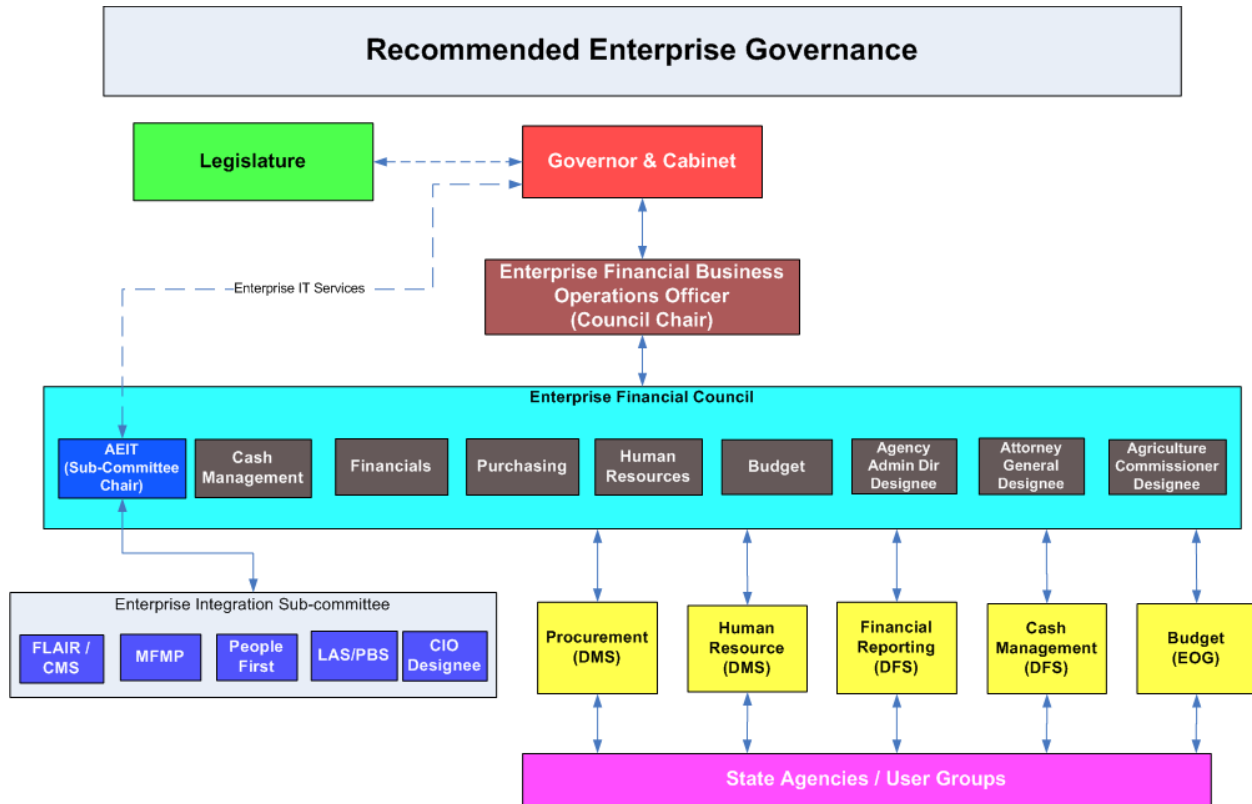 Recommended Enterprise Governance
Legislature
Governor & Cabinet
Enterprise IT Services
Enterprise Financial Business
Operations Officer
(Council Chair)
Enterprise Financial Council
AEIT
(Sub-Committee
Chair)
Cash
Management
Financials
Purchasing
Human
Resources
Budget
Agency
Admin Dir
Designee
Attorney
General
Designee
Agriculture
Commissioner
Designee
Enterprise Integration Sub-committee
FLAIR /
CMS
MFMP
People
First
LAS/PBS
CIO
Designee
Procurement
(DMS)
Human
Resource
(DMS)
Financial
Reporting
(DFS)
Cash
Management
(DFS)
Budget
(EOG)
State Agencies / User Groups